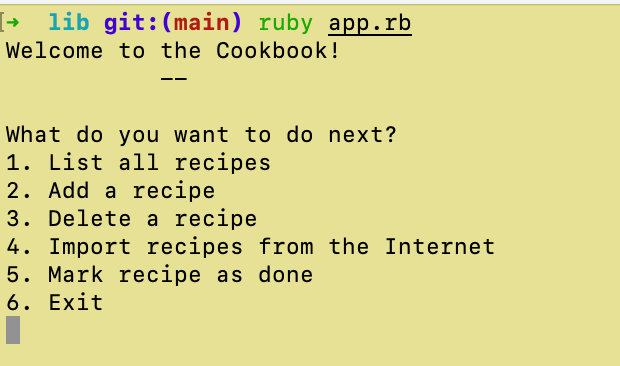 [➜  lib git:(main) ruby app.rb
Welcome to the Cookbook!
           --
What do you want to do next?
1. List all recipes
2. Add a recipe
3. Delete a recipe
4. Import recipes from the Internet
5. Mark recipe as done
6. Exit